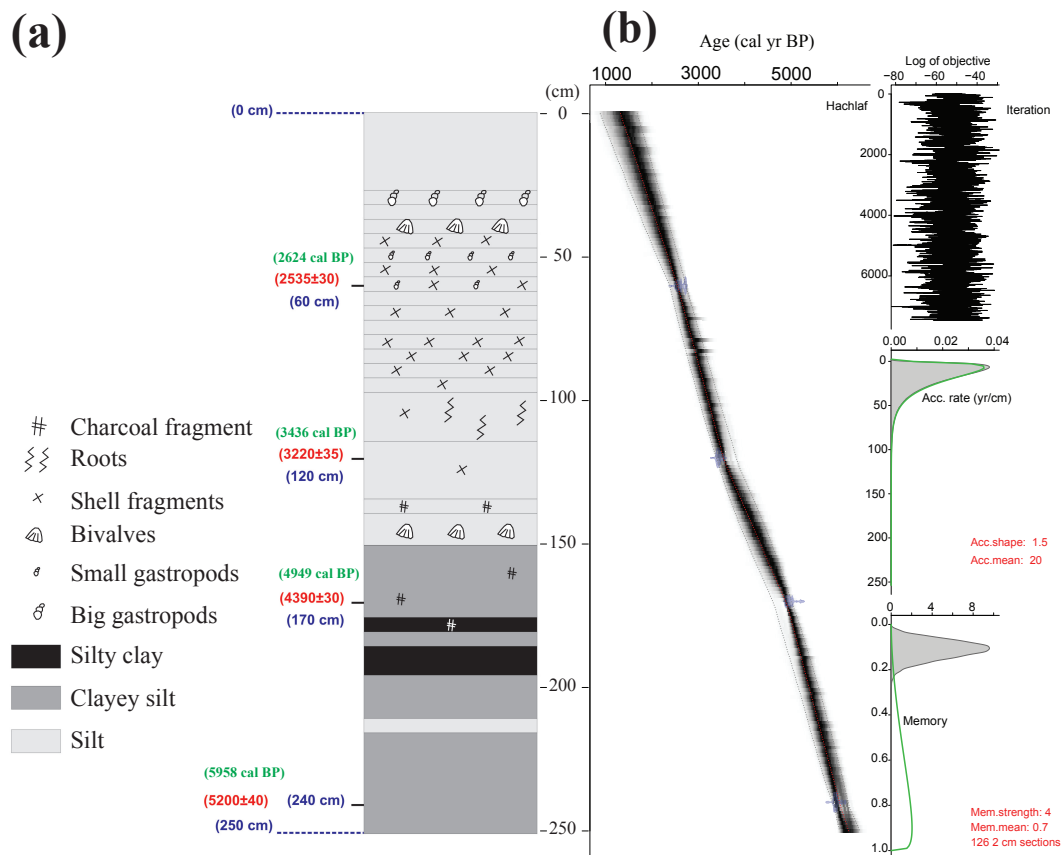 (a)
(0 cm)
(2624 cal BP)
(2535±30)
(60 cm)
(3436 cal BP)
(3220±35)
(120 cm)
(4949 cal BP)
(4390±30)
(170 cm)
(5958 cal BP)
(5200±40) (240 cm)
(250 cm)
Charcoal fragment
Roots
Shell fragments
Bivalves
Small gastropods
Big gastropods
Silty clay
Clayey silt
Silt
(cm)
0
50
−100
−150
−200
−250
(b)
Age (cal yr BP)
1000 3000 5000
Hachlaf
Log of objective
−80 −60 −40
Iteration
0
2000
4000
6000
0.00 0.02 0.04
0
50
100
150
200
250
Acc. rate (yr/cm)
Acc.shape: 1.5
Acc.mean: 20
0 4 8
0.0
0.2
0.4
0.6
0.8
1.0
Memory
Mem.strength: 4
Mem.mean: 0.7
126 2 cm sections